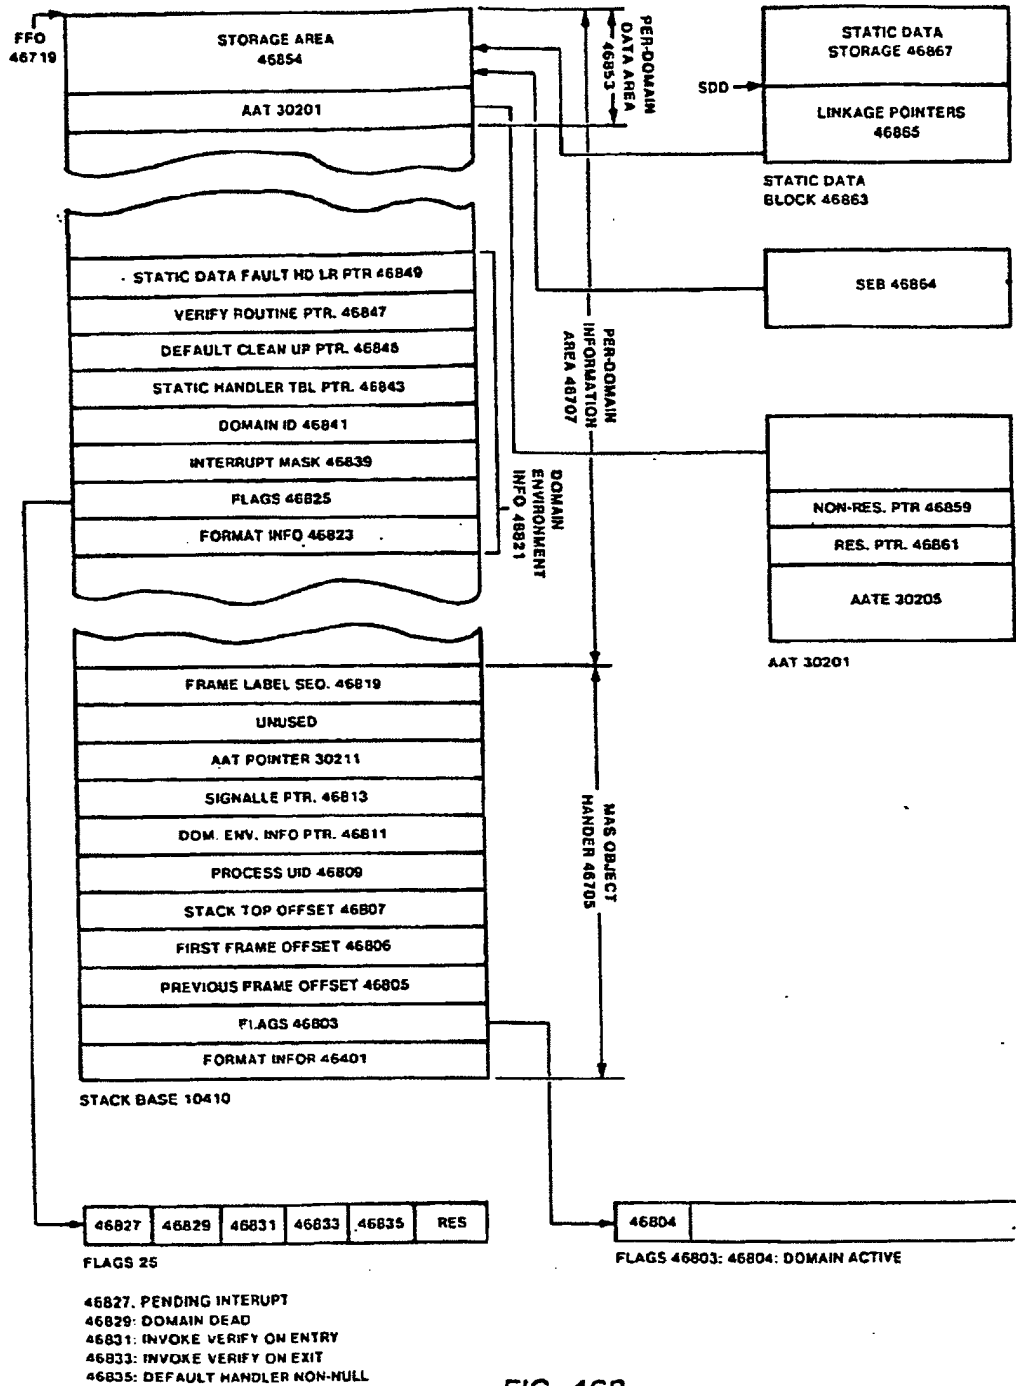 FFO
46719
STORAGE AREA
46854
AAT 30201
PER-DOMAIN
DATA AREA
46853
STATIC DATA
STORAGE 46867
SDD
LINKAGE POINTERS
46865
STATIC DATA
BLOCK 46863
STATIC DATA FAULT HD LR PTR 46849
VERIFY ROUTINE PTR. 46847
DEFAULT CLEAN UP PTR. 46845
STATIC HANDLER TBL PTR. 46843
DOMAIN ID 46841
INTERRUPT MASK 46839
FLAGS 46825
FORMAT INFO 46823
DOMAIN
ENVIRONMENT
INFO 46821
PER-DOMAIN
INFORMATION
AREA 46707
SEB 46864
NON-RES. PTR 46859
RES. PTR. 46861
AATE 30205
AAT 30201
FRAME LABEL SEQ. 46819
UNUSED
AAT POINTER 30211
SIGNALLE PTR. 46813
DOM. ENV. INFO PTR. 46811
PROCESS UID 46809
STACK TOP OFFSET 46807
FIRST FRAME OFFSET 46806
PREVIOUS FRAME OFFSET 46805
FLAGS 46803
FORMAT INFOR 46401
MAS OBJECT
HANDER 46705
STACK BASE 10410
46827
46829
46831
46833
46835
RES
FLAGS 25
46804
FLAGS 46803: 46804: DOMAIN ACTIVE
46827. PENDING INTERUPT
46829: DOMAIN DEAD
46831: INVOKE VERIFY ON ENTRY
46833: INVOKE VERIFY ON EXIT
46835: DEFAULT HANDLER NON-NULL